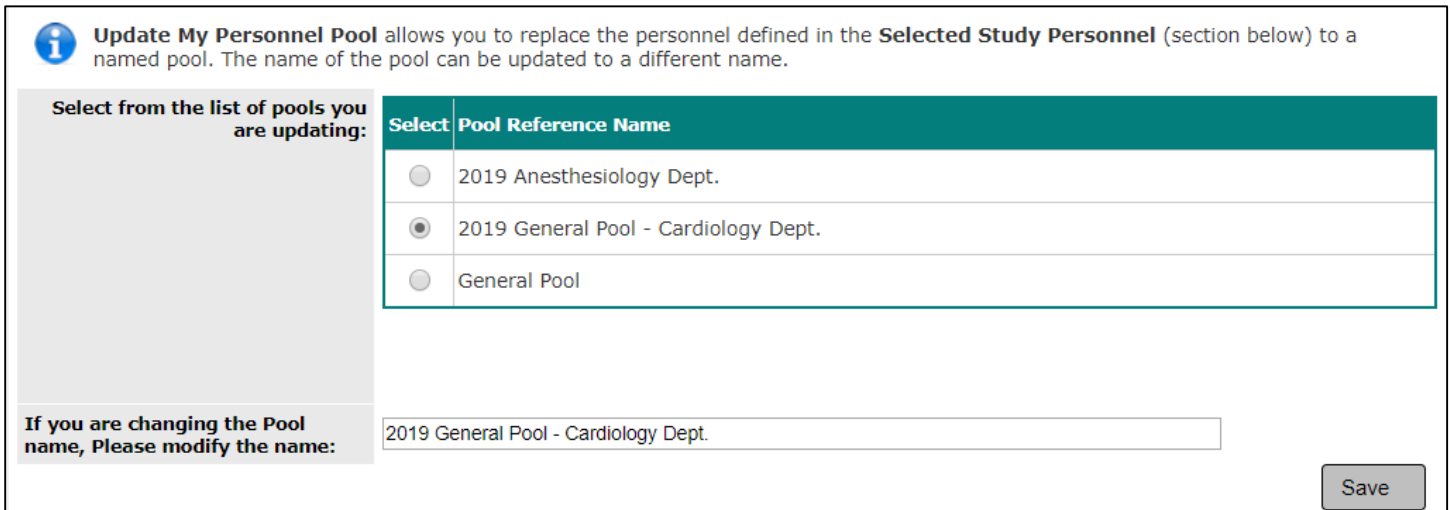 Update My Personnel Pool allows you to replace the personnel defined in the Selected Study Personnel (section below) to a
named pool. The name of the pool can be updated to a different name.
Select from the list of pools you
are updating:
Select Pool Reference Name
2019 Anesthesiology Dept.
2019 General Pool - Cardiology Dept.
General Pool
If you are changing the Pool
name, Please modify the name:
2019 General Pool - Cardiology Dept.
Save